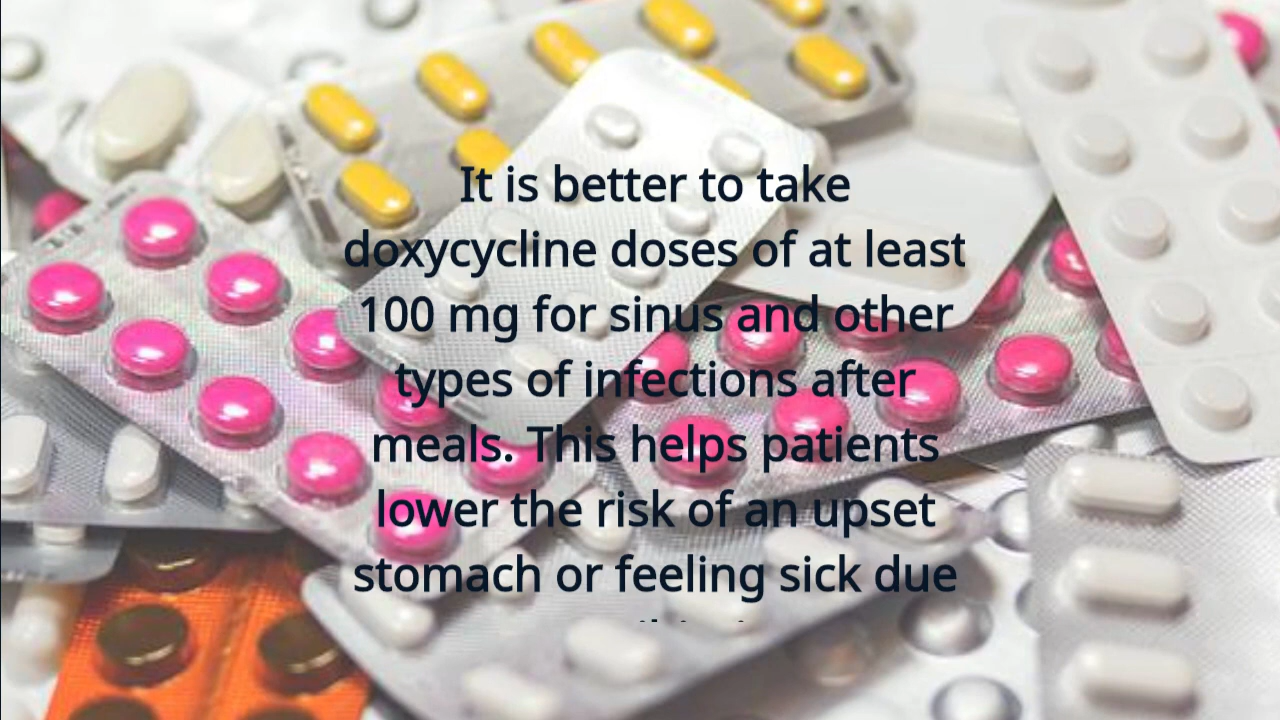 It is better to take
doxycycline doses of at least
100 mg for sinus and other
types of infections after
meals. This helps patients
lower the risk of an upset
stomach or feeling sick due